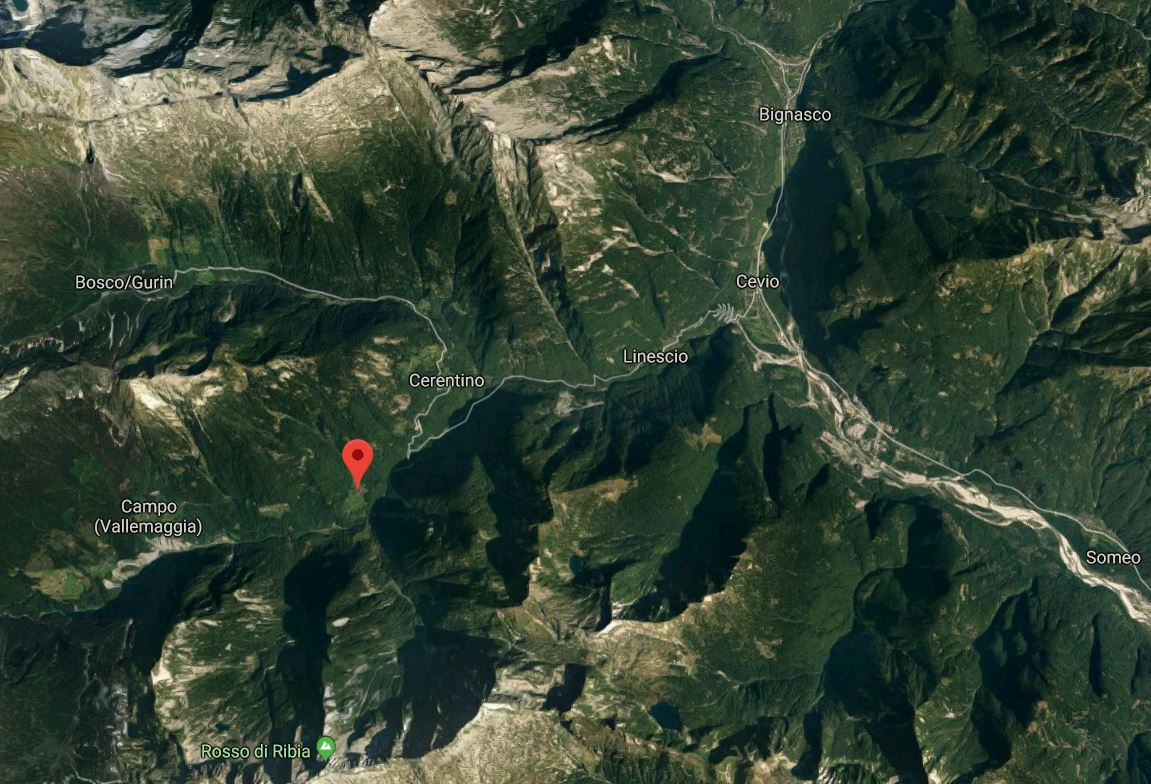 Bignasco
Bosco/Gurin
Cevio
Linescio
Cerentino
Campo
(Vallemaggia)
Someo
Rosso di Ribia